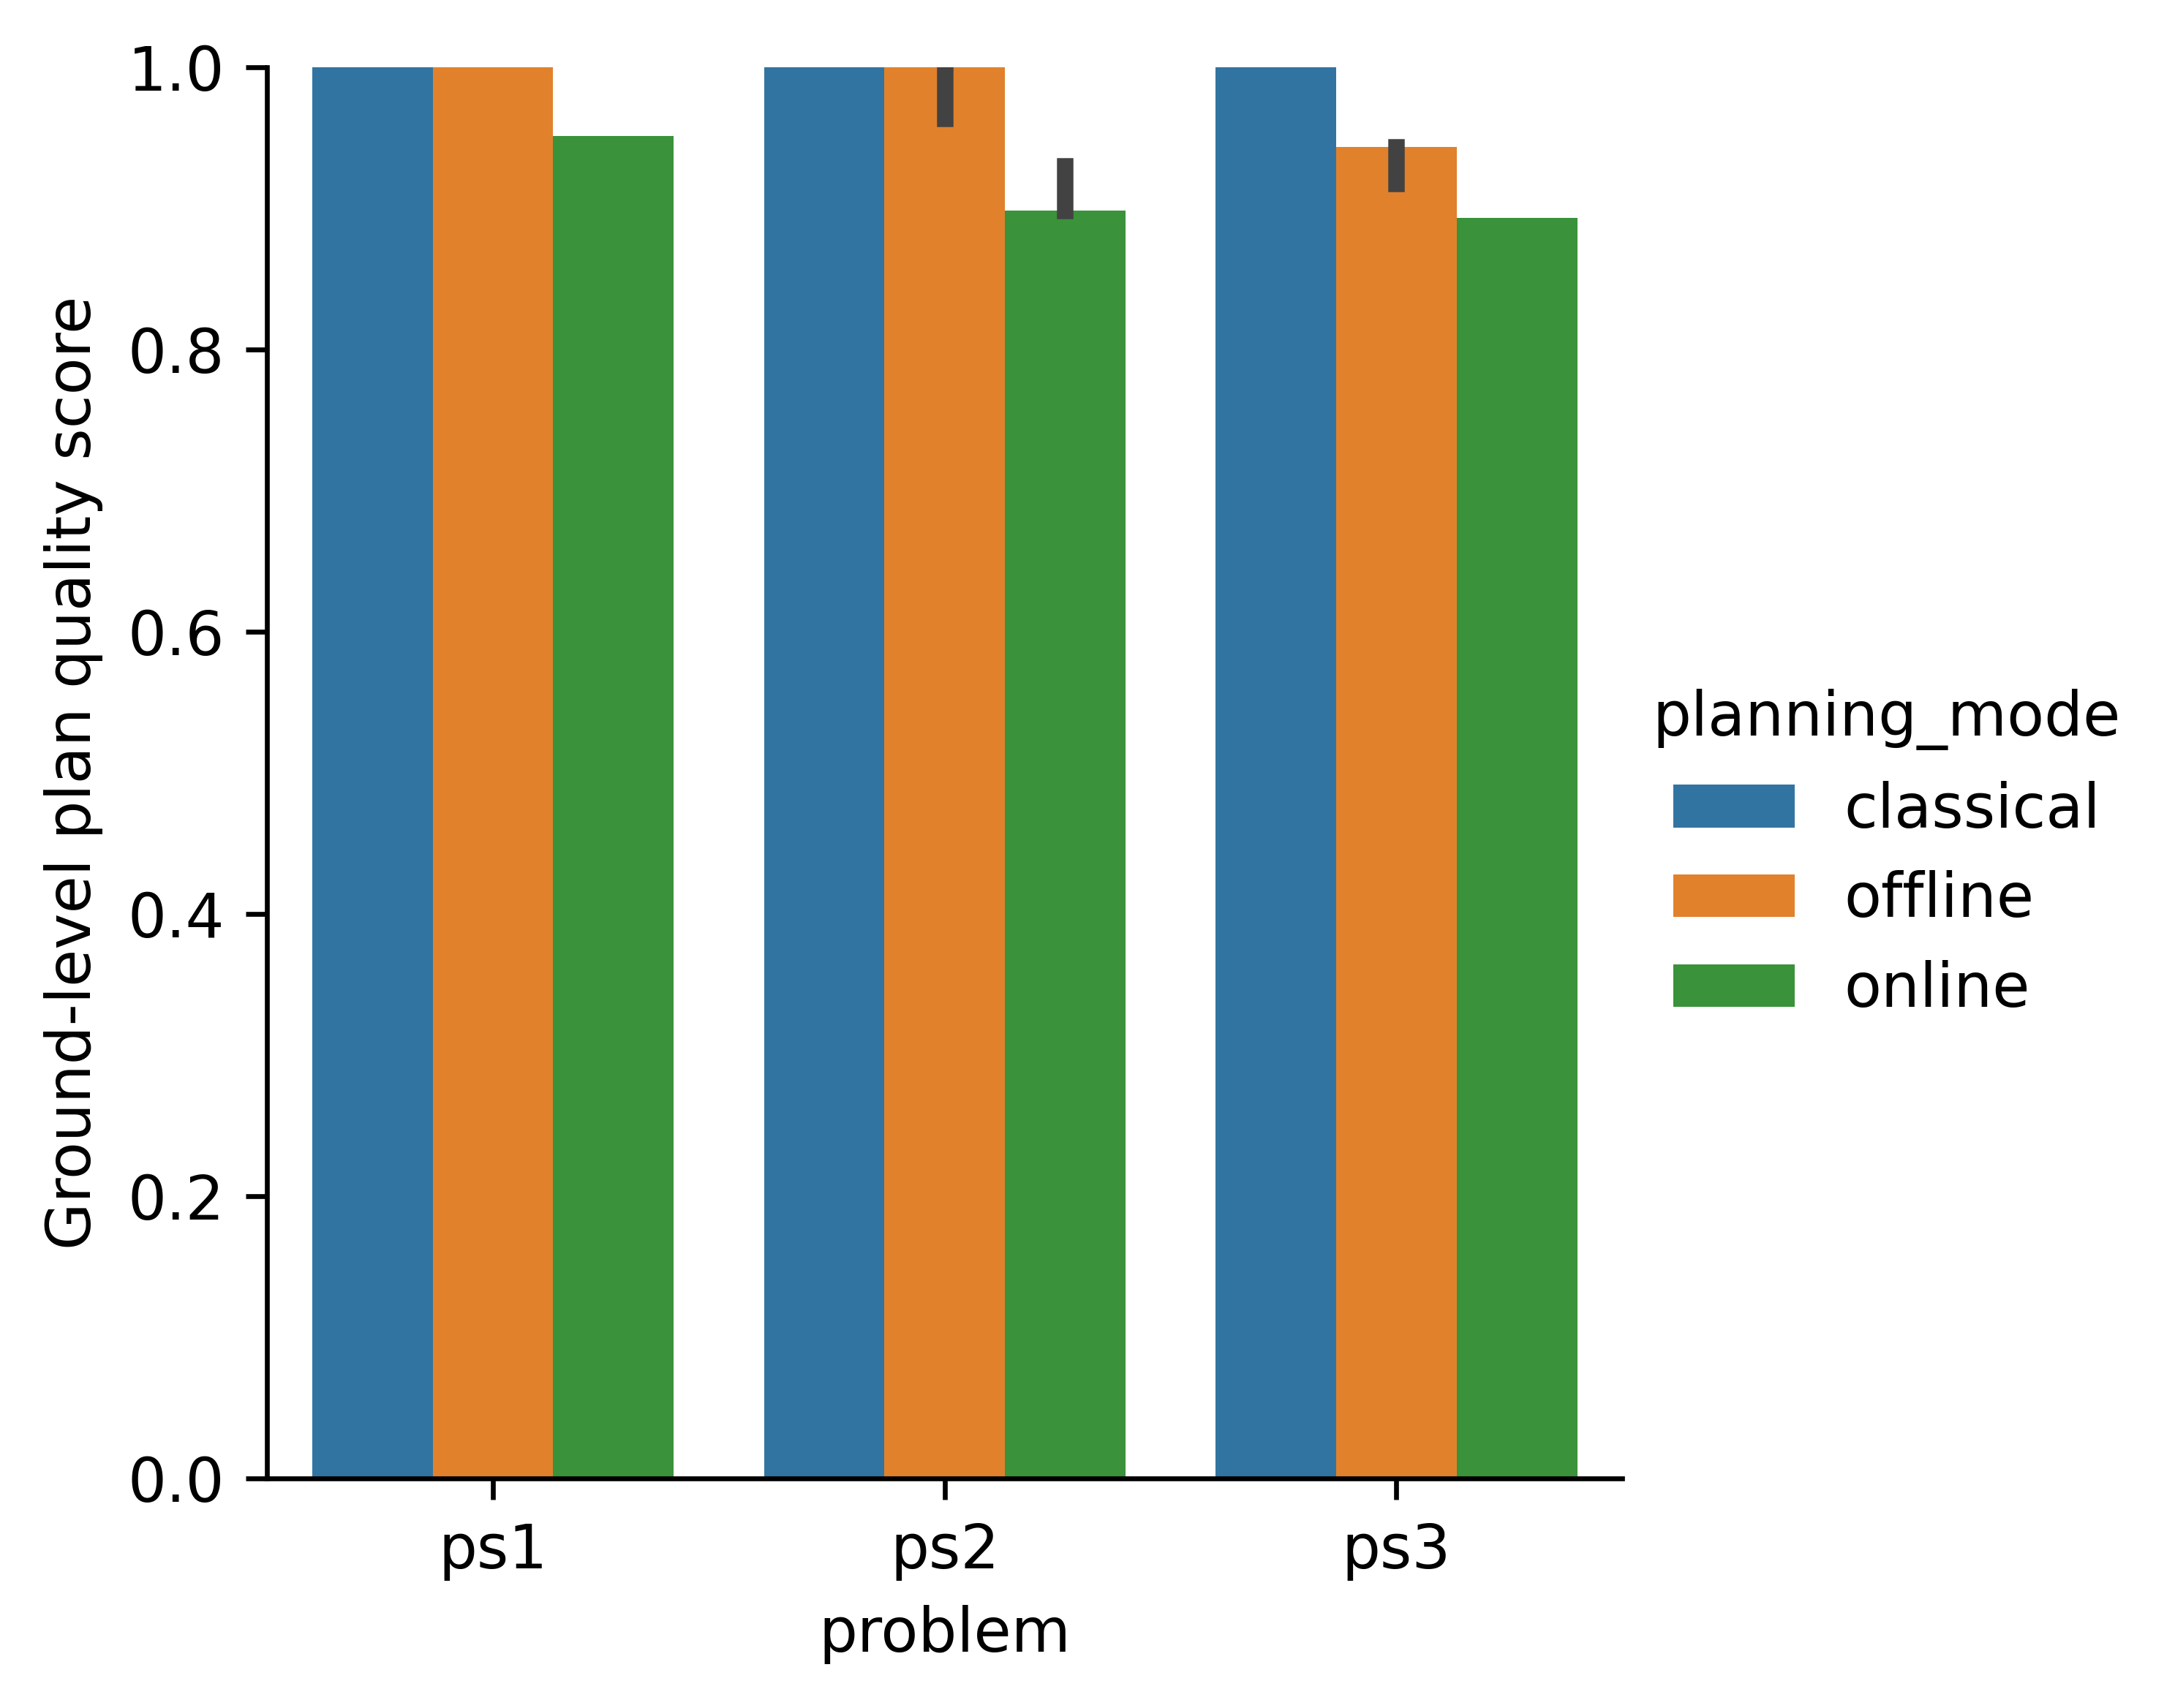 Ground-level plan quality score
1.0
0.8
0.6
0.4
0.2
0.0
ps1 ps2 ps3
problem
planning_mode
classical
offline
online